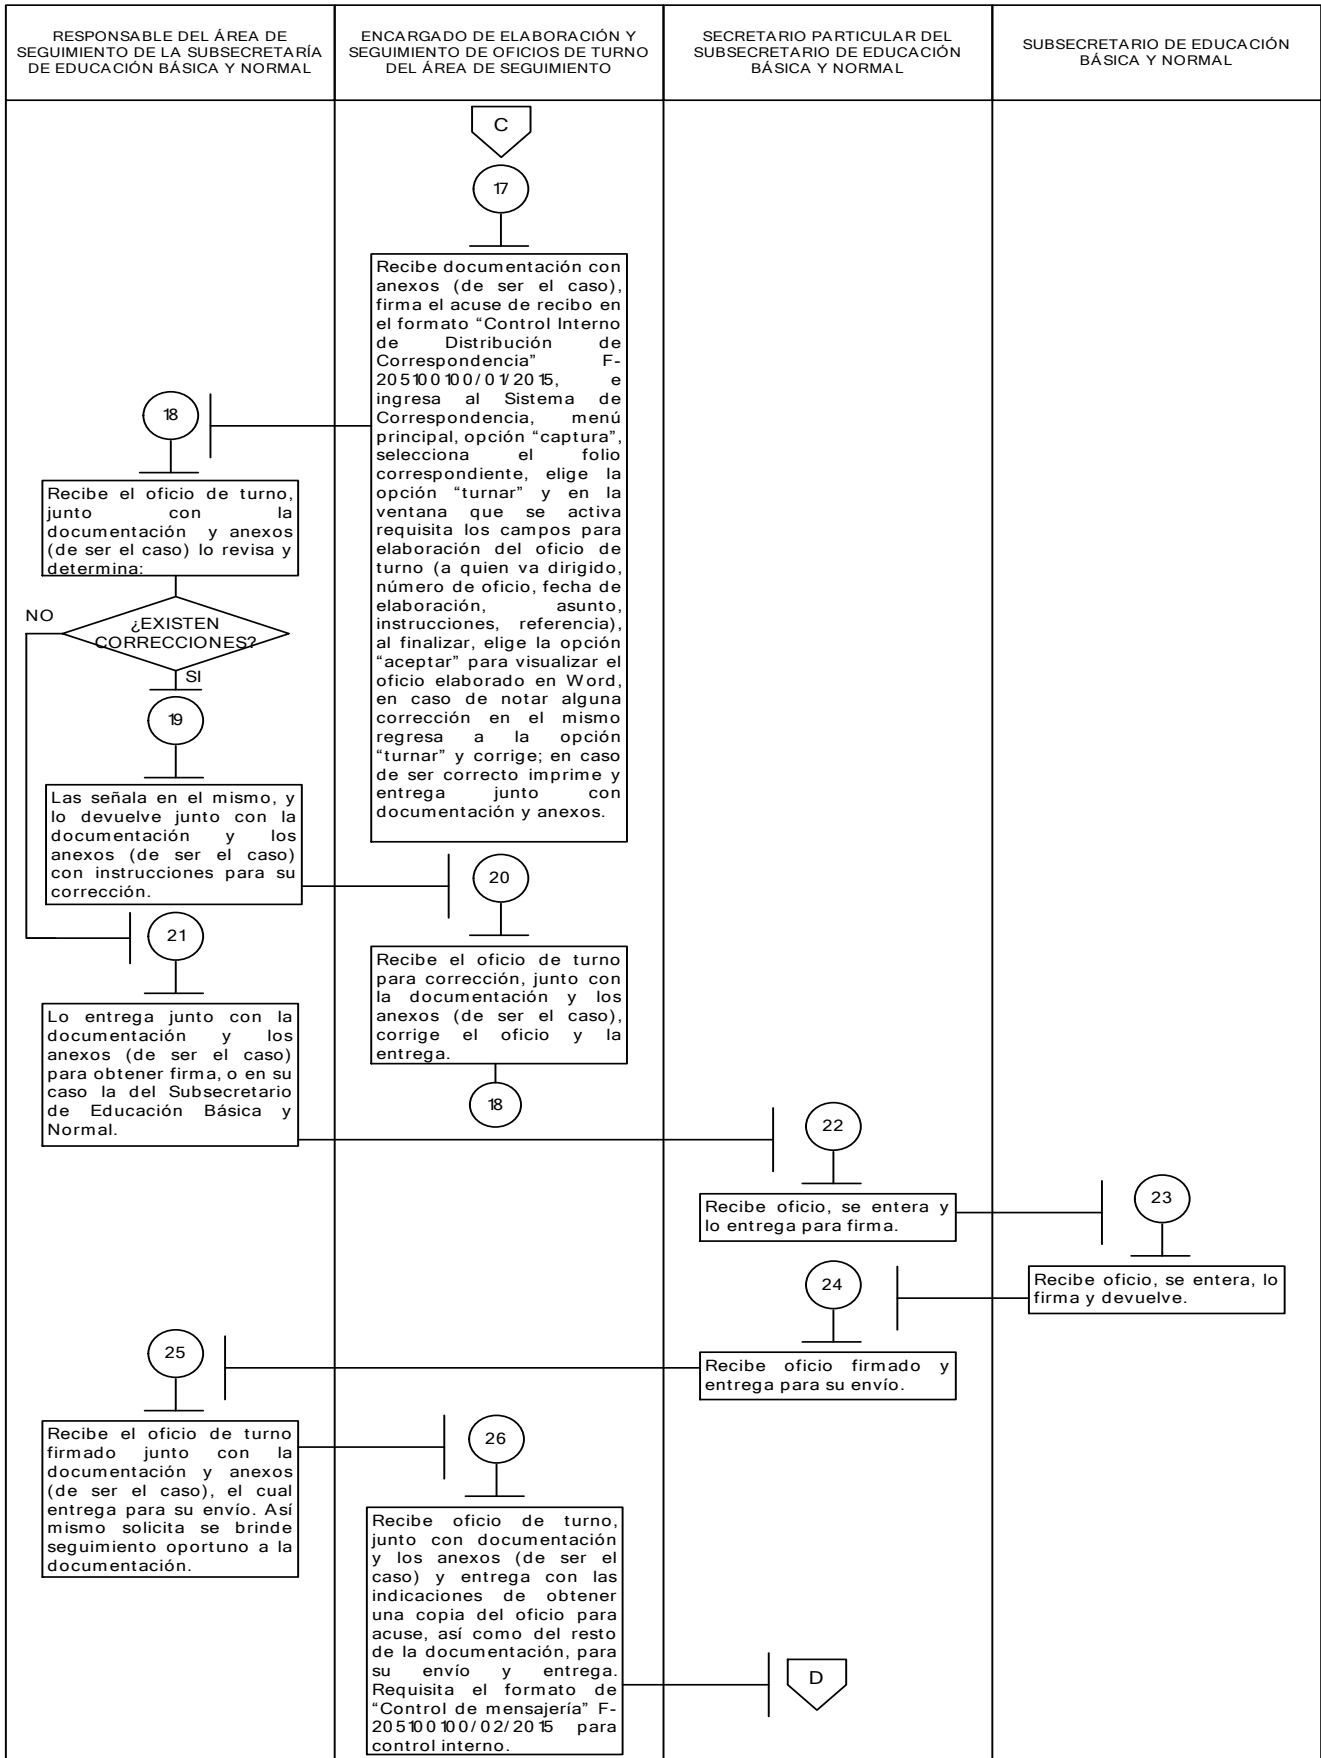 RESPONSABLE DEL ÁREA DE
SEGUIMIENTO DE LA SUBSECRETARÍA
DE EDUCACIÓN BÁSICA Y NORMAL
ENCARGADO DE ELABORACIÓN Y
SEGUIMIENTO DE OFICIOS DE TURNO
DEL ÁREA DE SEGUIMIENTO
SECRETARIO PARTICULAR DEL
SUBSECRETARIO DE EDUCACIÓN
BÁSICA Y NORMAL
SUBSECRETARIO DE EDUCACIÓN
BÁSICA Y NORMAL
C
17
Recibe documentación con
anexos (de ser el caso),
firma el acuse de recibo en
el formato “Control Interno
de Distribución de
Correspondencia” F-
205100100/01/2015, e
ingresa al Sistema de
Correspondencia, menú
principal, opción “captura”,
selecciona el folio
correspondiente, elige la
opción “turnar” y en la
ventana que se activa
requisita los campos para
elaboración del oficio de
turno (a quien va dirigido,
número de oficio, fecha de
elaboración, asunto,
instrucciones, referencia),
al finalizar, elige la opción
“aceptar” para visualizar el
oficio elaborado en Word,
en caso de notar alguna
corrección en el mismo
regresa a la opción
“turnar” y corrige; en caso
de ser correcto imprime y
entrega junto con
documentación y anexos.
18
Recibe el oficio de turno,
junto con la
documentación y anexos
(de ser el caso) lo revisa y
determina:
NO
¿EXISTEN
CORRECCIONES?
SI
19
Las señala en el mismo, y
lo devuelve junto con la
documentación y los
anexos (de ser el caso)
con instrucciones para su
corrección.
20
Recibe el oficio de turno
para corrección, junto con
la documentación y los
anexos (de ser el caso),
corrige el oficio y la
entrega.
18
21
Lo entrega junto con la
documentación y los
anexos (de ser el caso)
para obtener firma, o en su
caso la del Subsecretario
de Educación Básica y
Normal.
22
Recibe oficio, se entera y
lo entrega para firma.
23
Recibe oficio, se entera, lo
firma y devuelve.
24
Recibe oficio firmado y
entrega para su envío.
25
Recibe el oficio de turno
firmado junto con la
documentación y anexos
(de ser el caso), el cual
entrega para su envío. Así
mismo solicita se brinde
seguimiento oportuno a la
documentación.
26
Recibe oficio de turno,
junto con documentación
y los anexos (de ser el
caso) y entrega con las
indicaciones de obtener
una copia del oficio para
acuse, así como del resto
de la documentación, para
su envío y entrega.
Requisita el formato de
“Control de mensajería” F-
205100100/02/2015 para
control interno.
D